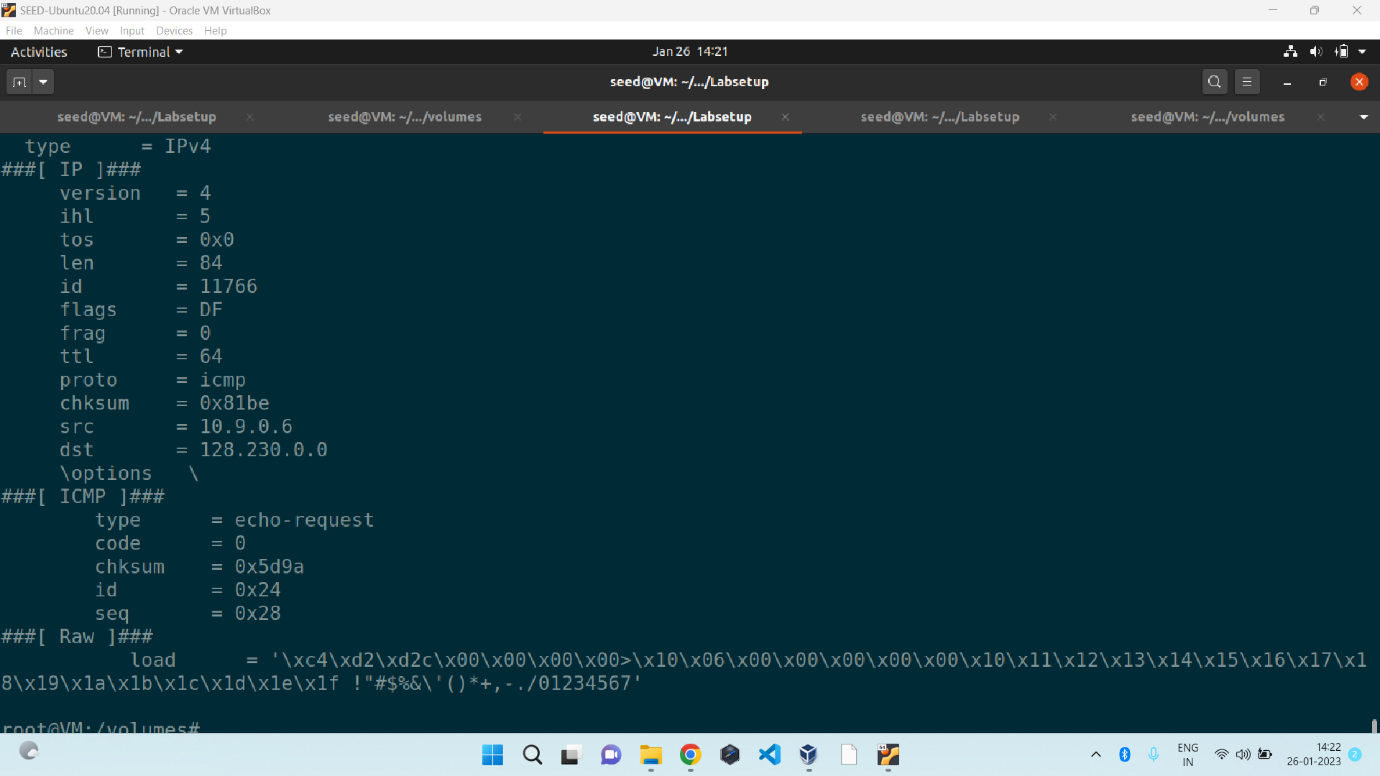 SEED-Ubuntu20.04 [Running] - Oracle VM VirtualBox
File Machine View Input Devices Help
Activities Terminal Jan 26 14:21
seed@VM: ~/.../Labsetup
seed@VM: ~/.../Labsetup seed@VM: ~/.../volumes seed@VM: ~/.../Labsetup seed@VM: ~/.../Labsetup seed@VM: ~/.../volumes
type = IPv4
###[ IP ]###
version = 4
ihl = 5
tos = 0x0
len = 84
id = 11766
flags = DF
frag = 0
ttl = 64
proto = icmp
chksum = 0x81be
src = 10.9.0.6
dst = 128.230.0.0
\options \
###[ ICMP ]###
type = echo-request
code = 0
chksum = 0x5d9a
id = 0x24
seq = 0x28
###[ Raw ]###
load = '\xc4\xd2\xd2c\x00\x00\x00\x00>\x10\x06\x00\x00\x00\x00\x00\x10\x11\x12\x13\x14\x15\x16\x17\x1
8\x19\x1a\x1b\x1c\x1d\x1e\x1f !"#$%&\'()*+,-./01234567'
root@VM:/volumes#
ENG
IN
14:22
26-01-2023
2